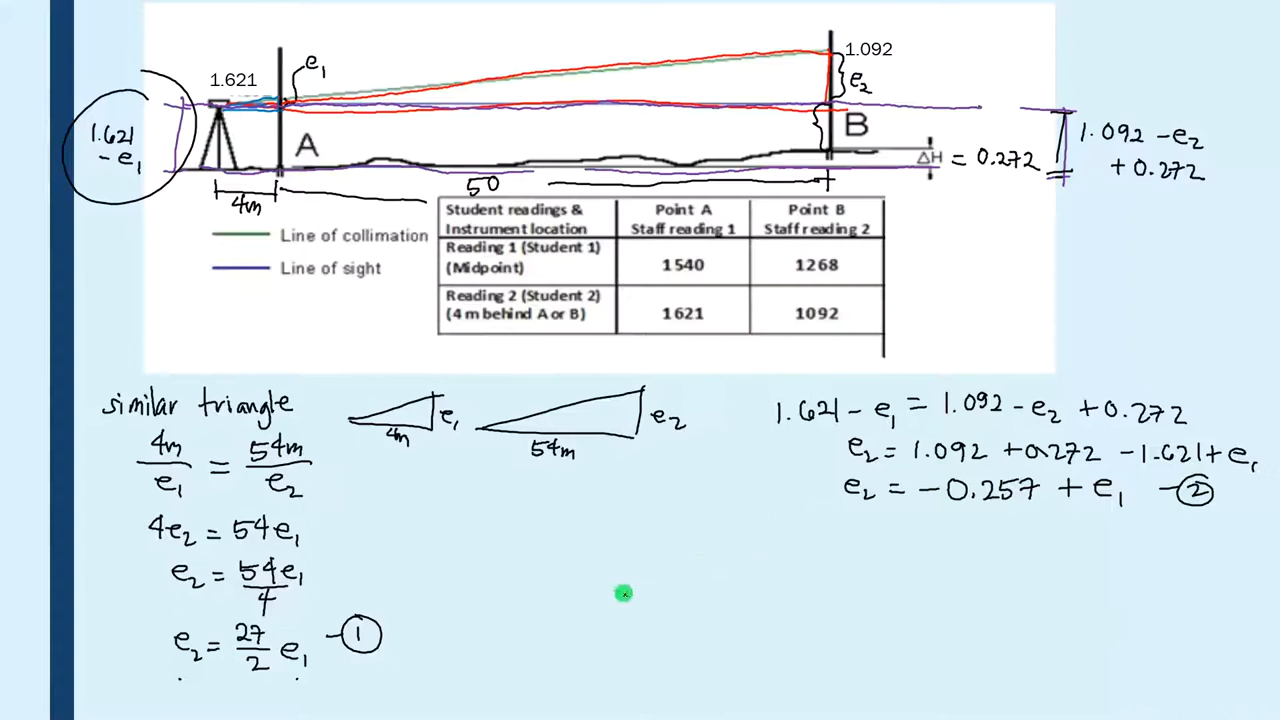 1.621
e₁
1.092
e₂
1.621
- e₁
A
B
ΔH = 0.272
1.092 - e₂
+ 0.272
4m
50
Line of collimation
Line of sight
Student readings & Instrument location | Point A Staff reading 1 | Point B Staff reading 2
Reading 1 (Student 1) (Midpoint) | 1540 | 1268
Reading 2 (Student 2) (4 m behind A or B) | 1621 | 1092
similar triangle
4m e₁
54m e₂
4m/e₁ = 54m/e₂
4e₂ = 54e₁
e₂ = 54e₁/4
e₂ = 27/2 e₁ - ①
1.621 - e₁ = 1.092 - e₂ + 0.272
e₂ = 1.092 + 0.272 - 1.621 + e₁
e₂ = - 0.257 + e₁ - ②